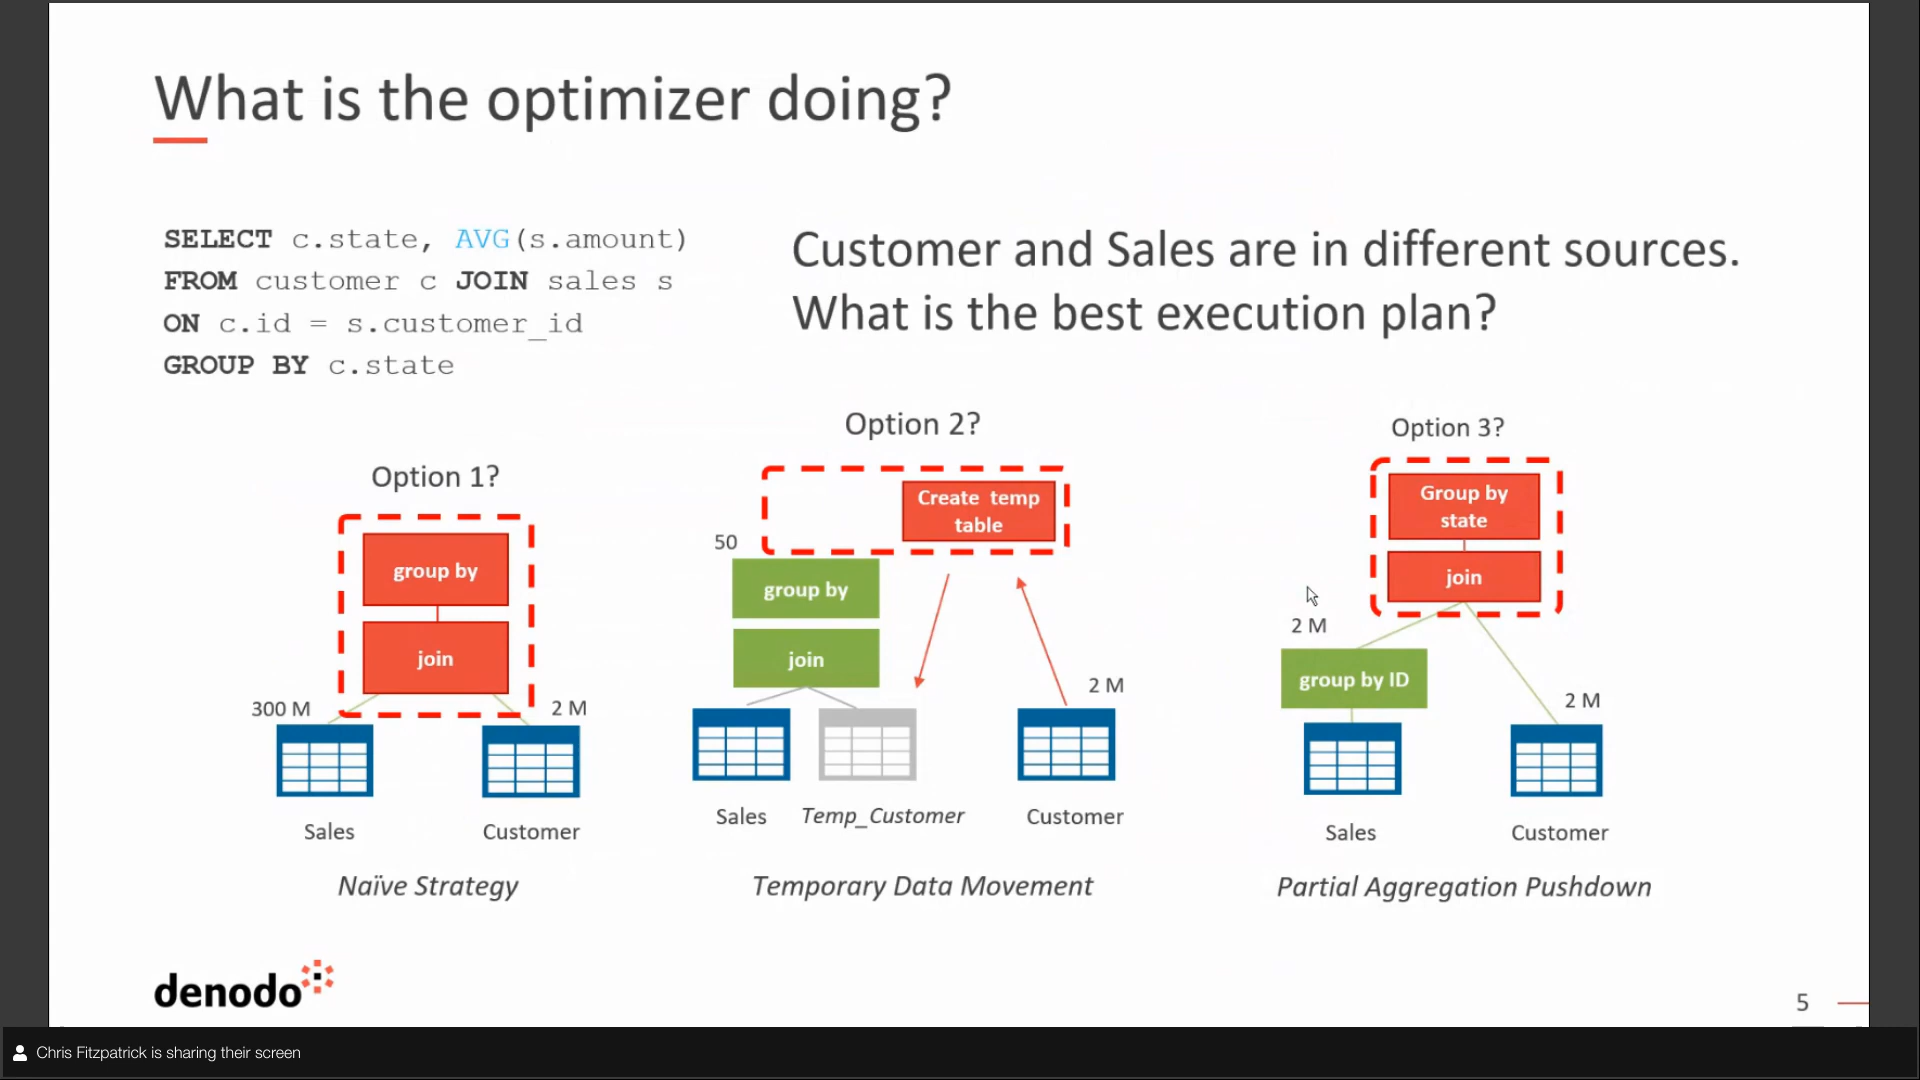 What is the optimizer doing?
SELECT c.state, AVG(s.amount)
FROM customer c JOIN sales s
ON c.id = s.customer_id
GROUP BY c.state
Customer and Sales are in different sources.
What is the best execution plan?
Option 1?
group by
join
300 M
2 M
Sales
Customer
Naïve Strategy
Option 2?
Create temp
table
50
group by
join
2 M
Sales
Temp_Customer
Customer
Temporary Data Movement
Option 3?
Group by
state
join
2 M
group by ID
2 M
Sales
Customer
Partial Aggregation Pushdown
denodo
5
Chris Fitzpatrick is sharing their screen